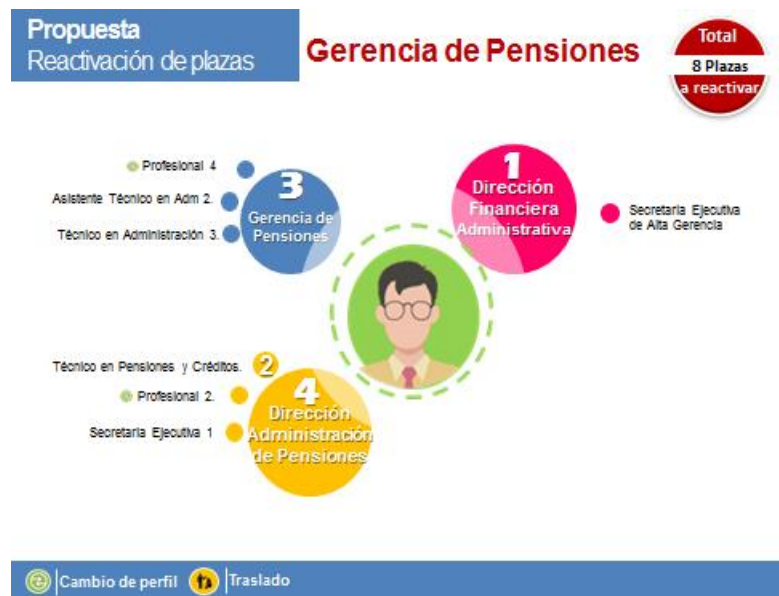 Propuesta
Reactivación de plazas
Gerencia de Pensiones
Total
8 Plazas
a reactivar
Profesional 4
Asistente Técnico en Adm 2.
Técnico en Administración 3.
3
Gerencia de
Pensiones
1
Dirección
Financiera
Administrativa
Secretaria Ejecutiva
de Alta Gerencia
Técnico en Pensiones y Créditos.
2
Profesional 2.
Secretaria Ejecutiva 1
4
Dirección
Administración
de Pensiones
Cambio de perfil
Traslado